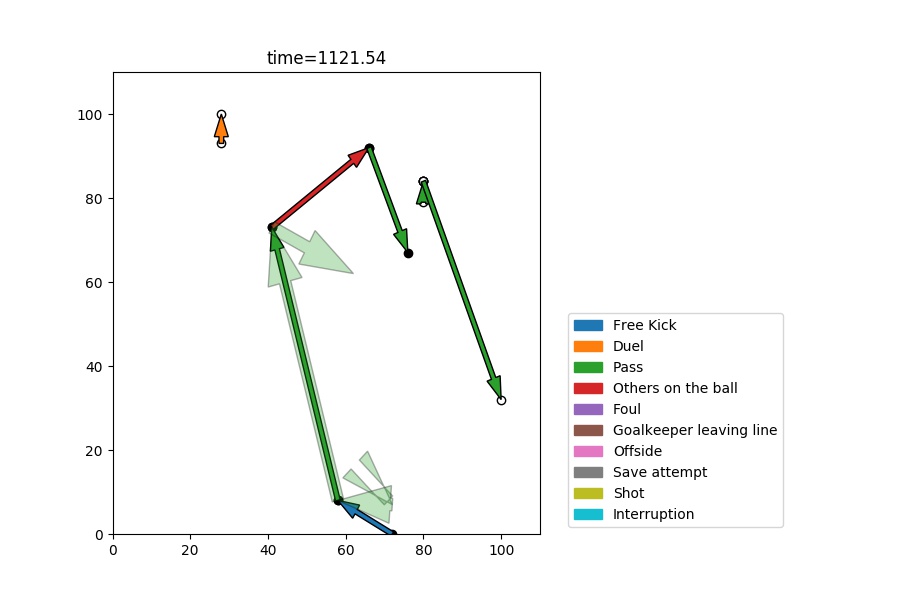 time=1121.54
100
80
60
40
20
0
0
20
40
60
80
100
Free Kick
Duel
Pass
Others on the ball
Foul
Goalkeeper leaving line
Offside
Save attempt
Shot
Interruption